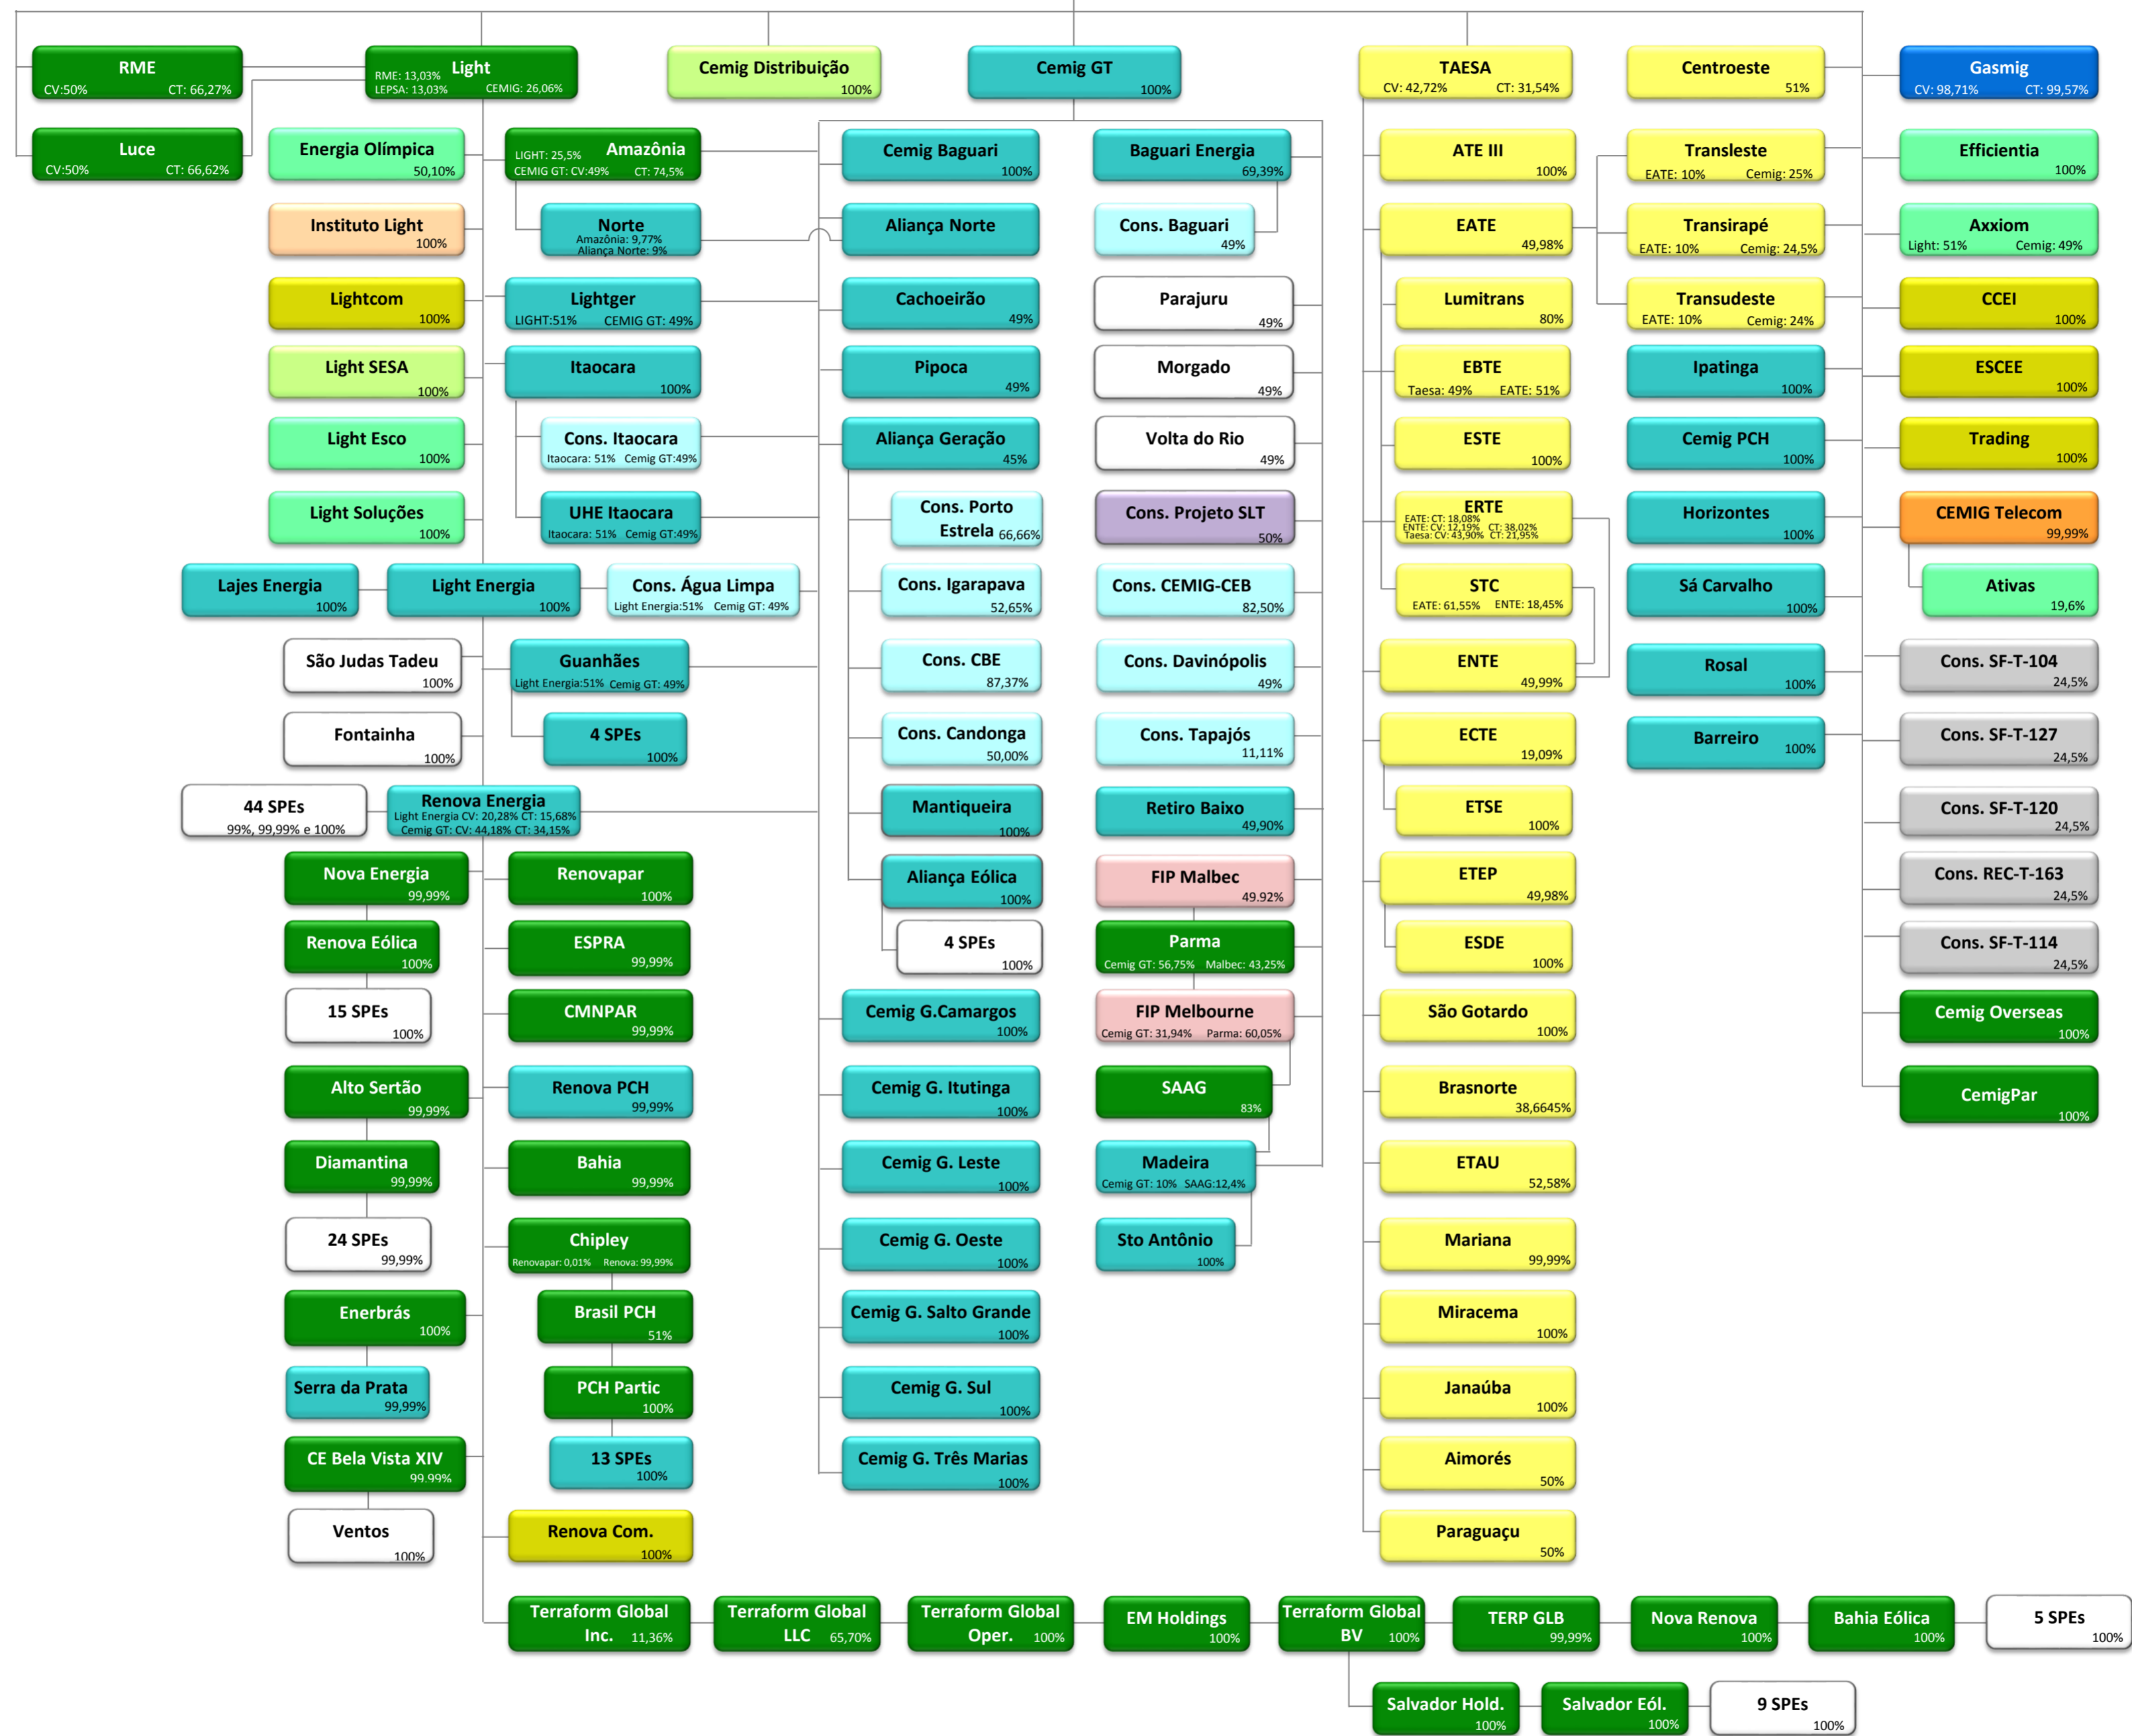 RME
CV:50% CT: 66,27%
Light
RME: 13,03%
LEPSA: 13,03% CEMIG: 26,06%
Cemig Distribuição
100%
Cemig GT
100%
TAESA
CV: 42,72% CT: 31,54%
Centroeste
51%
Gasmig
CV: 98,71% CT: 99,57%
Luce
CV:50% CT: 66,62%
Energia Olímpica
50,10%
Amazônia
LIGHT: 25,5%
CEMIG GT: CV:49% CT: 74,5%
Cemig Baguari
100%
Baguari Energia
69,39%
ATE III
100%
Transleste
EATE: 10% Cemig: 25%
Efficientia
100%
Instituto Light
100%
Norte
Amazônia: 9,77%
Aliança Norte: 9%
Aliança Norte
Cons. Baguari
49%
EATE
49,98%
Transirapé
EATE: 10% Cemig: 24,5%
Axxiom
Light: 51% Cemig: 49%
Lightcom
100%
Lightger
LIGHT:51% CEMIG GT: 49%
Cachoeirão
49%
Parajuru
49%
Lumitrans
80%
Transudeste
EATE: 10% Cemig: 24%
CCEI
100%
Light SESA
100%
Itaocara
100%
Pipoca
49%
Morgado
49%
EBTE
Taesa: 49% EATE: 51%
Ipatinga
100%
ESCEE
100%
Light Esco
100%
Cons. Itaocara
Itaocara: 51% Cemig GT:49%
Aliança Geração
45%
Volta do Rio
49%
ESTE
100%
Cemig PCH
100%
Trading
100%
Light Soluções
100%
UHE Itaocara
Itaocara: 51% Cemig GT:49%
Cons. Porto
Estrela 66,66%
Cons. Projeto SLT
50%
ERTE
EATE: CT: 18,08%
ENTE: CV: 12,19% CT: 38,02%
Taesa: CV: 43,90% CT: 21,95%
Horizontes
100%
CEMIG Telecom
99,99%
Lajes Energia
100%
Light Energia
100%
Cons. Água Limpa
Light Energia:51% Cemig GT: 49%
Cons. Igarapava
52,65%
Cons. CEMIG-CEB
82,50%
STC
EATE: 61,55% ENTE: 18,45%
Sá Carvalho
100%
Ativas
19,6%
São Judas Tadeu
100%
Guanhães
Light Energia:51% Cemig GT: 49%
Cons. CBE
87,37%
Cons. Davinópolis
49%
ENTE
49,99%
Rosal
100%
Cons. SF-T-104
24,5%
Fontainha
100%
4 SPEs
100%
Cons. Candonga
50,00%
Cons. Tapajós
11,11%
ECTE
19,09%
Barreiro
100%
Cons. SF-T-127
24,5%
44 SPEs
99%, 99,99% e 100%
Renova Energia
Light Energia CV: 20,28% CT: 15,68%
Cemig GT: CV: 44,18% CT: 34,15%
Mantiqueira
100%
Retiro Baixo
49,90%
ETSE
100%
Cons. SF-T-120
24,5%
Nova Energia
99,99%
Renovapar
100%
Aliança Eólica
100%
FIP Malbec
49.92%
ETEP
49,98%
Cons. REC-T-163
24,5%
Renova Eólica
100%
ESPRA
99,99%
4 SPEs
100%
Parma
Cemig GT: 56,75% Malbec: 43,25%
ESDE
100%
Cons. SF-T-114
24,5%
15 SPEs
100%
CMNPAR
99,99%
Cemig G.Camargos
100%
FIP Melbourne
Cemig GT: 31,94% Parma: 60,05%
São Gotardo
100%
Cemig Overseas
100%
Alto Sertão
99,99%
Renova PCH
99,99%
Cemig G. Itutinga
100%
SAAG
83%
Brasnorte
38,6645%
CemigPar
100%
Diamantina
99,99%
Bahia
99,99%
Cemig G. Leste
100%
Madeira
Cemig GT: 10% SAAG:12,4%
ETAU
52,58%
24 SPEs
99,99%
Chipley
Renovapar: 0,01% Renova: 99,99%
Cemig G. Oeste
100%
Sto Antônio
100%
Mariana
99,99%
Enerbrás
100%
Brasil PCH
51%
Cemig G. Salto Grande
100%
Miracema
100%
Serra da Prata
99,99%
PCH Partic
100%
Cemig G. Sul
100%
Janaúba
100%
CE Bela Vista XIV
99,99%
13 SPEs
100%
Cemig G. Três Marias
100%
Aimorés
50%
Ventos
100%
Renova Com.
100%
Paraguaçu
50%
Terraform Global
Inc. 11,36%
Terraform Global
LLC 65,70%
Terraform Global
Oper. 100%
EM Holdings
100%
Terraform Global
BV 100%
TERP GLB
99,99%
Nova Renova
100%
Bahia Eólica
100%
5 SPEs
100%
Salvador Hold.
100%
Salvador Eól.
100%
9 SPEs
100%